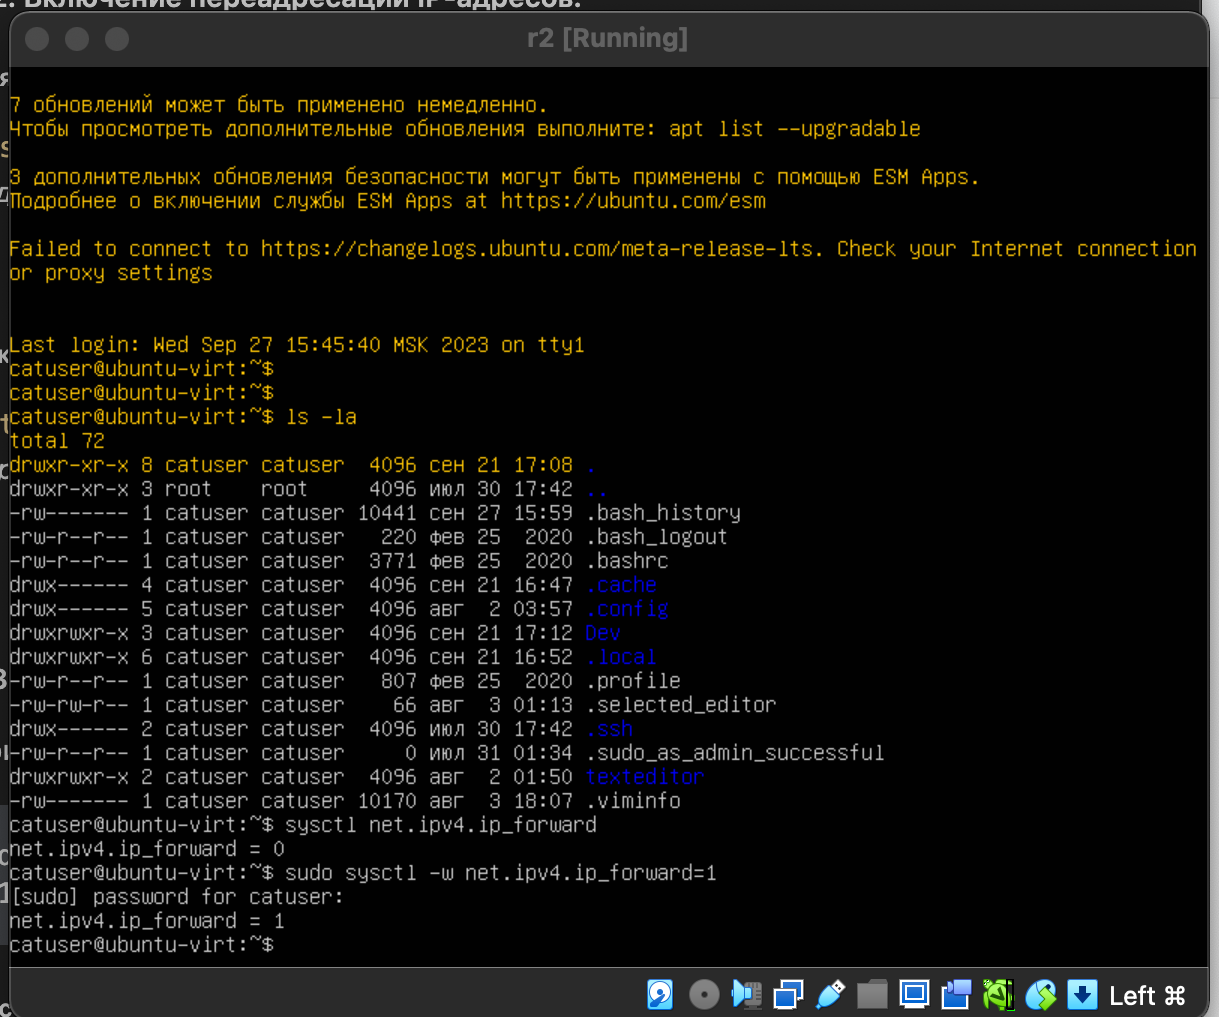 2. Включение переадресации IP-адресов.
r2 [Running]
7 обновлений может быть применено немедленно.
Чтобы просмотреть дополнительные обновления выполните: apt list --upgradable
3 дополнительных обновления безопасности могут быть применены с помощью ESM Apps.
Подробнее о включении службы ESM Apps at https://ubuntu.com/esm
Failed to connect to https://changelogs.ubuntu.com/meta-release-lts. Check your Internet connection
or proxy settings
Last login: Wed Sep 27 15:45:40 MSK 2023 on tty1
catuser@ubuntu-virt:~$
catuser@ubuntu-virt:~$
catuser@ubuntu-virt:~$ ls -la
total 72
drwxr-xr-x 8 catuser catuser  4096 сен 21 17:08 .
drwxr-xr-x 3 root    root     4096 июл 30 17:42 ..
-rw------- 1 catuser catuser 10441 сен 27 15:59 .bash_history
-rw-r--r-- 1 catuser catuser   220 фев 25  2020 .bash_logout
-rw-r--r-- 1 catuser catuser  3771 фев 25  2020 .bashrc
drwx------ 4 catuser catuser  4096 сен 21 16:47 .cache
drwx------ 5 catuser catuser  4096 авг  2 03:57 .config
drwxrwxr-x 3 catuser catuser  4096 сен 21 17:12 Dev
drwxrwxr-x 6 catuser catuser  4096 сен 21 16:52 .local
-rw-r--r-- 1 catuser catuser   807 фев 25  2020 .profile
-rw-rw-r-- 1 catuser catuser    66 авг  3 01:13 .selected_editor
drwx------ 2 catuser catuser  4096 июл 30 17:42 .ssh
-rw-r--r-- 1 catuser catuser     0 июл 31 01:34 .sudo_as_admin_successful
drwxrwxr-x 2 catuser catuser  4096 авг  2 01:50 texteditor
-rw------- 1 catuser catuser 10170 авг  3 18:07 .viminfo
catuser@ubuntu-virt:~$ sysctl net.ipv4.ip_forward
net.ipv4.ip_forward = 0
catuser@ubuntu-virt:~$ sudo sysctl -w net.ipv4.ip_forward=1
[sudo] password for catuser:
net.ipv4.ip_forward = 1
catuser@ubuntu-virt:~$
Left ⌘